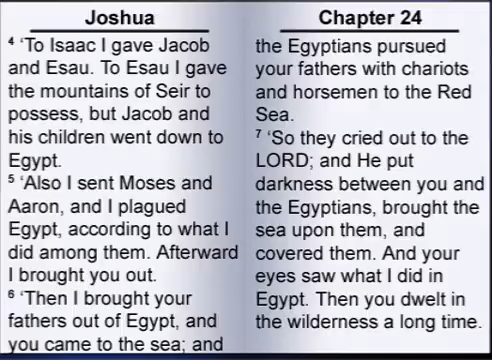 Joshua
⁴ ‘To Isaac I gave Jacob
and Esau. To Esau I gave
the mountains of Seir to
possess, but Jacob and
his children went down to
Egypt.
⁵ ‘Also I sent Moses and
Aaron, and I plagued
Egypt, according to what I
did among them. Afterward
I brought you out.
⁶ ‘Then I brought your
fathers out of Egypt, and
you came to the sea; and
Chapter 24
the Egyptians pursued
your fathers with chariots
and horsemen to the Red
Sea.
⁷ ‘So they cried out to the
LORD; and He put
darkness between you and
the Egyptians, brought the
sea upon them, and
covered them. And your
eyes saw what I did in
Egypt. Then you dwelt in
the wilderness a long time.